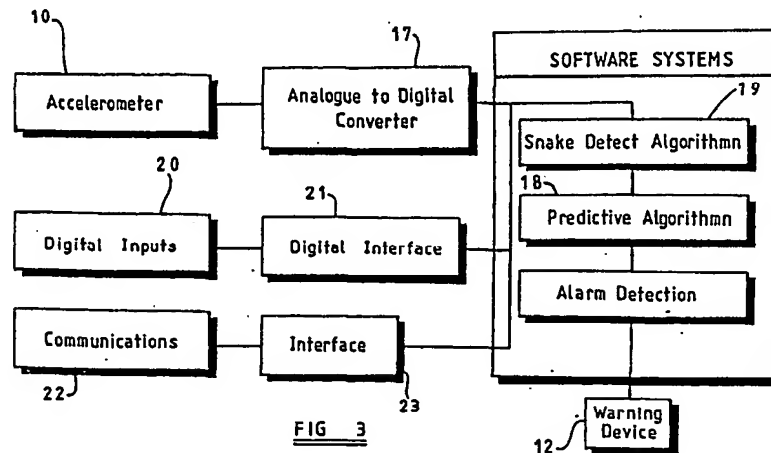 10
17
SOFTWARE SYSTEMS
Accelerometer
Analogue to Digital
Converter
19
Snake Detect Algorithmn
20
21
18
Predictive Algorithmn
Digital Inputs
Digital Interface
Alarm Detection
Communications
Interface
22
23
FIG 3
12
Warning
Device